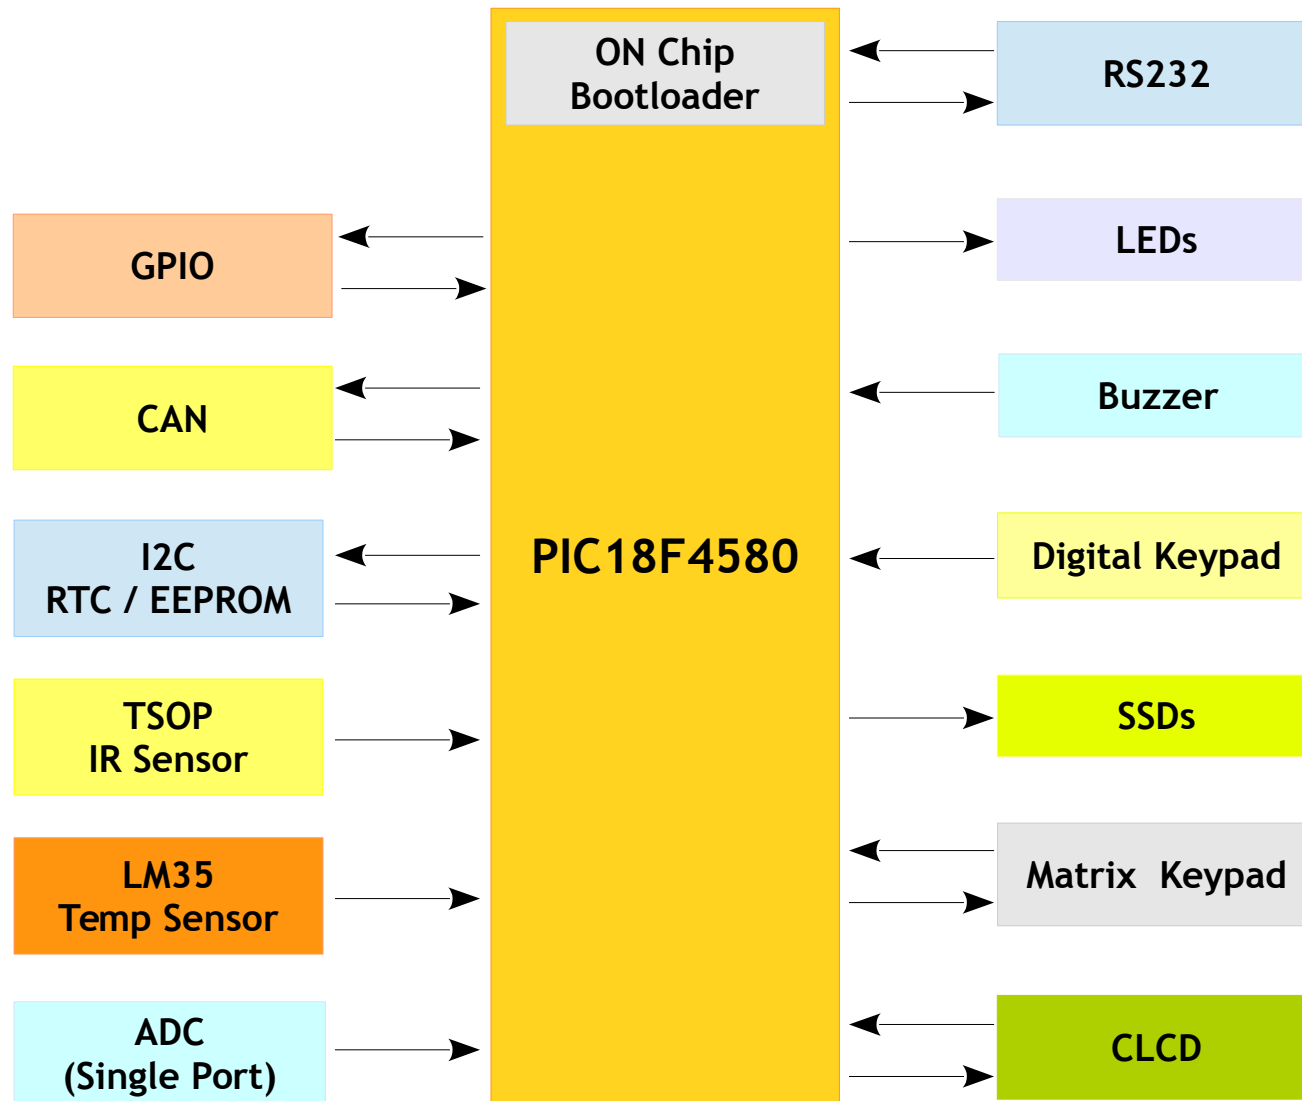 ON Chip
Bootloader
RS232
LEDs
GPIO
Buzzer
CAN
PIC18F4580
Digital Keypad
I2C
RTC / EEPROM
TSOP
IR Sensor
SSDs
LM35
Temp Sensor
Matrix Keypad
ADC
(Single Port)
CLCD